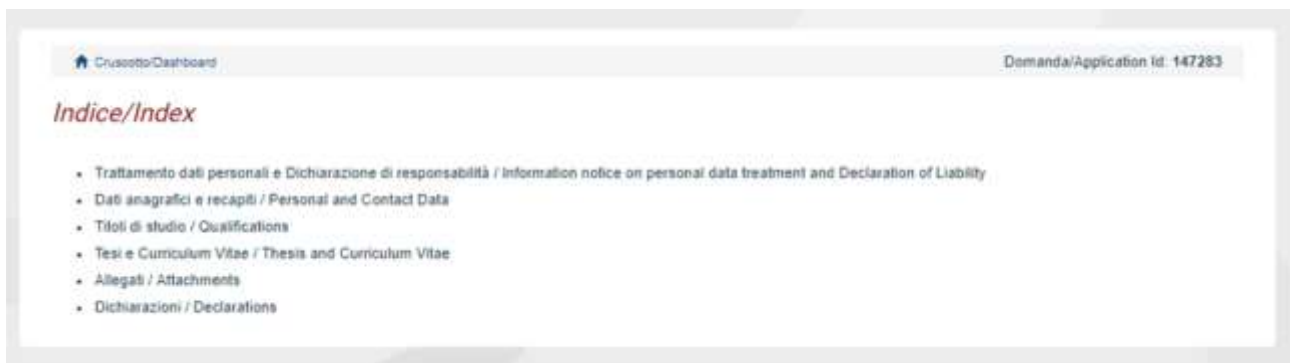 Cruscotto/Dashboard
Domanda/Application Id: 147283
Indice/Index
Trattamento dati personali e Dichiarazione di responsabilità / Information notice on personal data treatment and Declaration of Liability
Dati anagrafici e recapiti / Personal and Contact Data
Titoli di studio / Qualifications
Tesi e Curriculum Vitae / Thesis and Curriculum Vitae
Allegati / Attachments
Dichiarazioni / Declarations